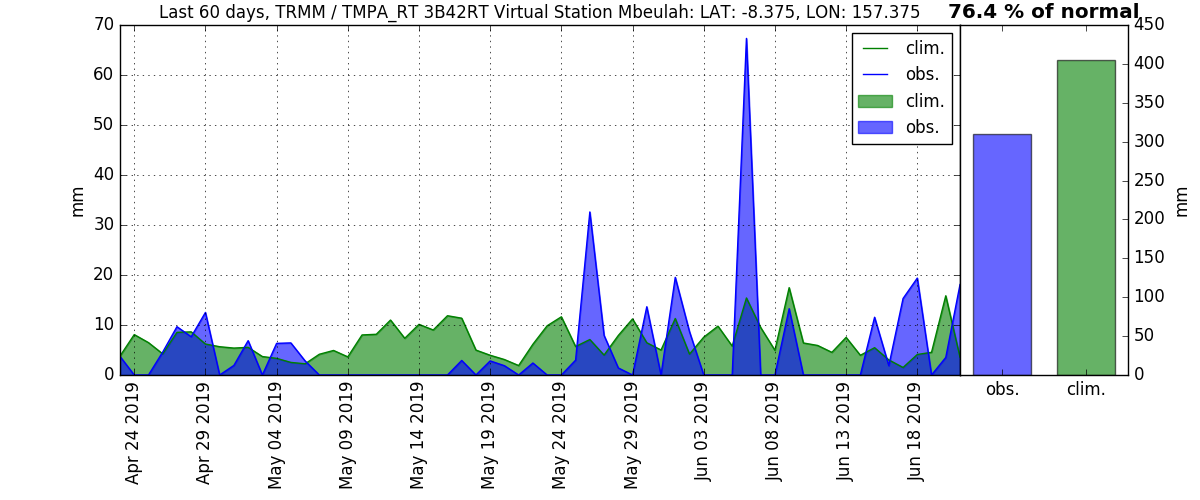 Last 60 days, TRMM / TMPA_RT 3B42RT Virtual Station Mbeulah: LAT: -8.375, LON: 157.375
76.4 % of normal
70
60
50
40
30
20
10
0
mm
clim.
obs.
clim.
obs.
450
400
350
300
250
200
150
100
50
0
mm
obs.
clim.
Apr 24 2019
Apr 29 2019
May 04 2019
May 09 2019
May 14 2019
May 19 2019
May 24 2019
May 29 2019
Jun 03 2019
Jun 08 2019
Jun 13 2019
Jun 18 2019